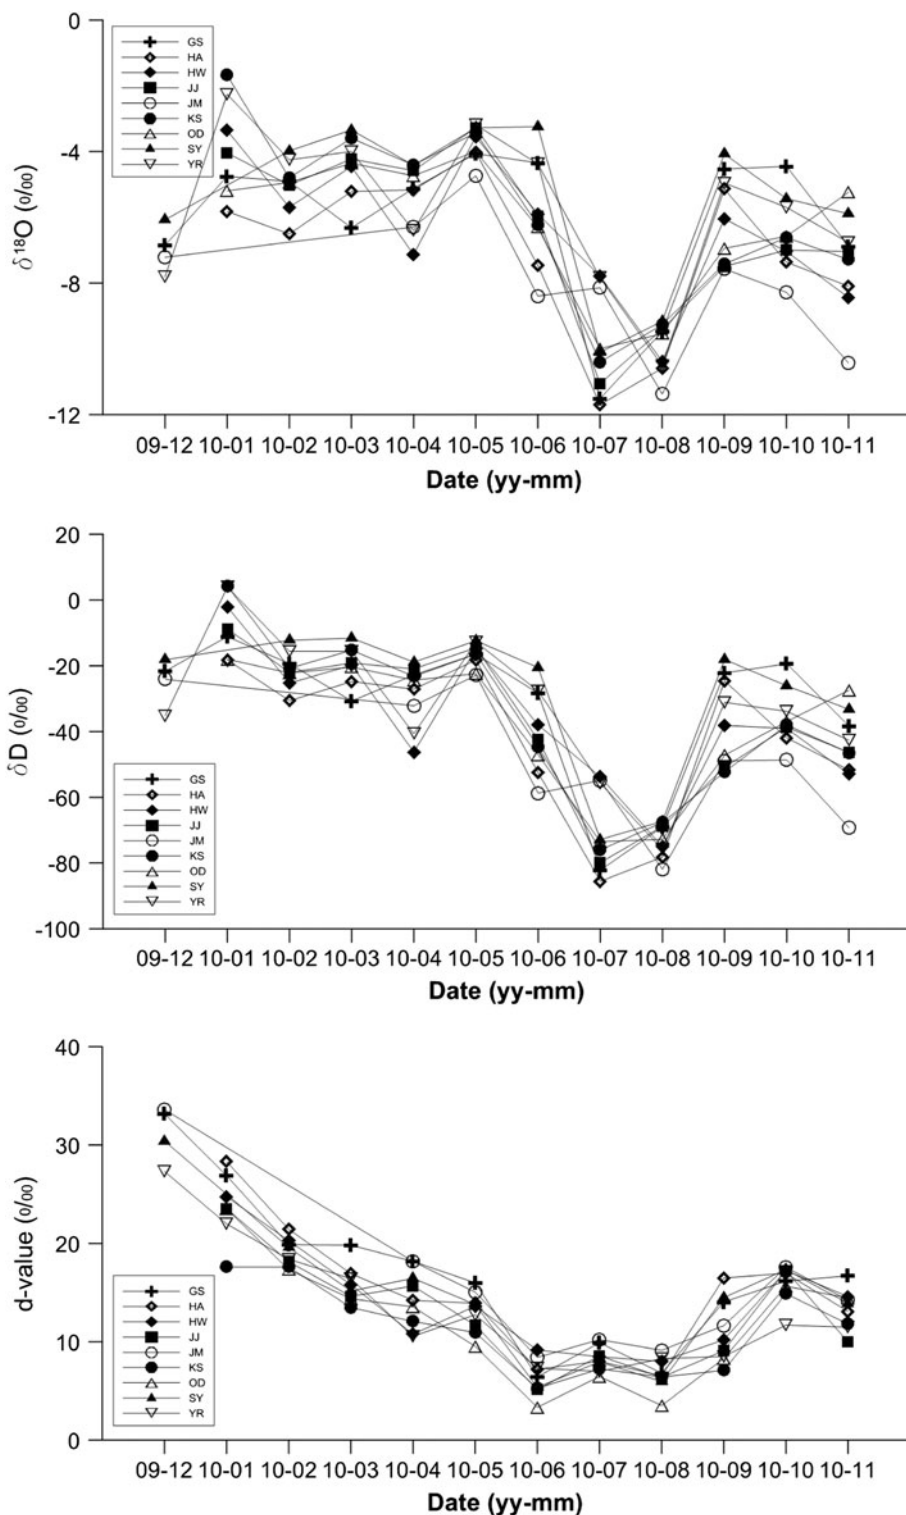 0
-4
-8
-12
δ¹⁸O (0/00)
GS
HA
HW
JJ
JM
KS
OD
SY
YR
09-12 10-01 10-02 10-03 10-04 10-05 10-06 10-07 10-08 10-09 10-10 10-11
Date (yy-mm)
20
0
-20
-40
-60
-80
-100
δD (0/00)
GS
HA
HW
JJ
JM
KS
OD
SY
YR
09-12 10-01 10-02 10-03 10-04 10-05 10-06 10-07 10-08 10-09 10-10 10-11
Date (yy-mm)
40
30
20
10
0
d-value (0/00)
GS
HA
HW
JJ
JM
KS
OD
SY
YR
09-12 10-01 10-02 10-03 10-04 10-05 10-06 10-07 10-08 10-09 10-10 10-11
Date (yy-mm)